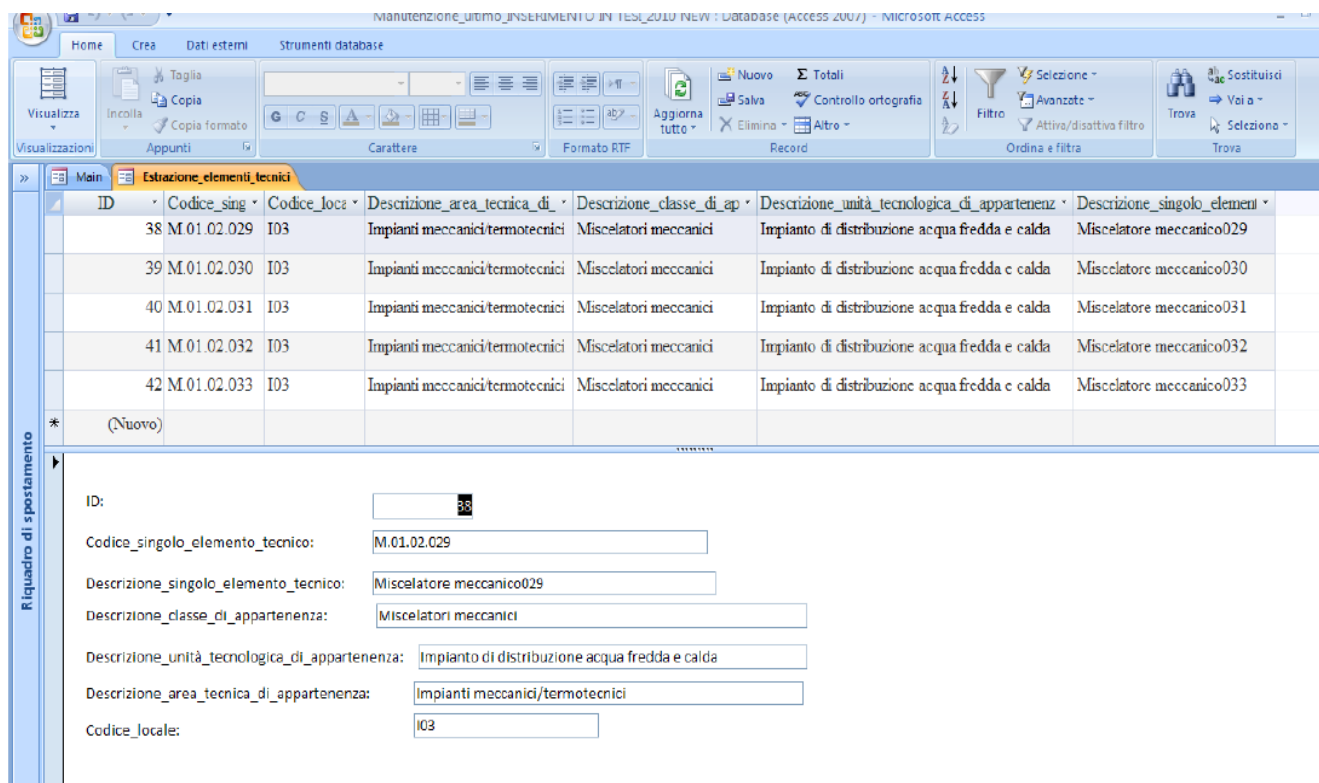 Manutenzione_ultimo_INSERIMENTO IN TESI_2010 NEW : Database (Access 2007) - Microsoft Access
Home Crea Dati esterni Strumenti database
Visualizza
Incolla
Taglia
Copia
Copia formato
G C S
Aggiorna tutto
Nuovo
Salva
Elimina
Σ Totali
Controllo ortografia
Altro
Filtro
Selezione
Avanzate
Attiva/disattiva filtro
Trova
Sostituisci
Vai a
Seleziona
Visualizzazioni Appunti Carattere Formato RTF Record Ordina e filtra Trova
» Main Estrazione_elementi_tecnici
ID Codice_sing Codice_loca Descrizione_area_tecnica_di_ Descrizione_classe_di_ap Descrizione_unità_tecnologica_di_appartenenz Descrizione_singolo_element
38 M.01.02.029 I03 Impianti meccanici/termotecnici Miscelatori meccanici Impianto di distribuzione acqua fredda e calda Miscelatore meccanico029
39 M.01.02.030 I03 Impianti meccanici/termotecnici Miscelatori meccanici Impianto di distribuzione acqua fredda e calda Miscelatore meccanico030
40 M.01.02.031 I03 Impianti meccanici/termotecnici Miscelatori meccanici Impianto di distribuzione acqua fredda e calda Miscelatore meccanico031
41 M.01.02.032 I03 Impianti meccanici/termotecnici Miscelatori meccanici Impianto di distribuzione acqua fredda e calda Miscelatore meccanico032
42 M.01.02.033 I03 Impianti meccanici/termotecnici Miscelatori meccanici Impianto di distribuzione acqua fredda e calda Miscelatore meccanico033
* (Nuovo)
Riquadro di spostamento
ID: 38
Codice_singolo_elemento_tecnico: M.01.02.029
Descrizione_singolo_elemento_tecnico: Miscelatore meccanico029
Descrizione_classe_di_appartenenza: Miscelatori meccanici
Descrizione_unità_tecnologica_di_appartenenza: Impianto di distribuzione acqua fredda e calda
Descrizione_area_tecnica_di_appartenenza: Impianti meccanici/termotecnici
Codice_locale: I03